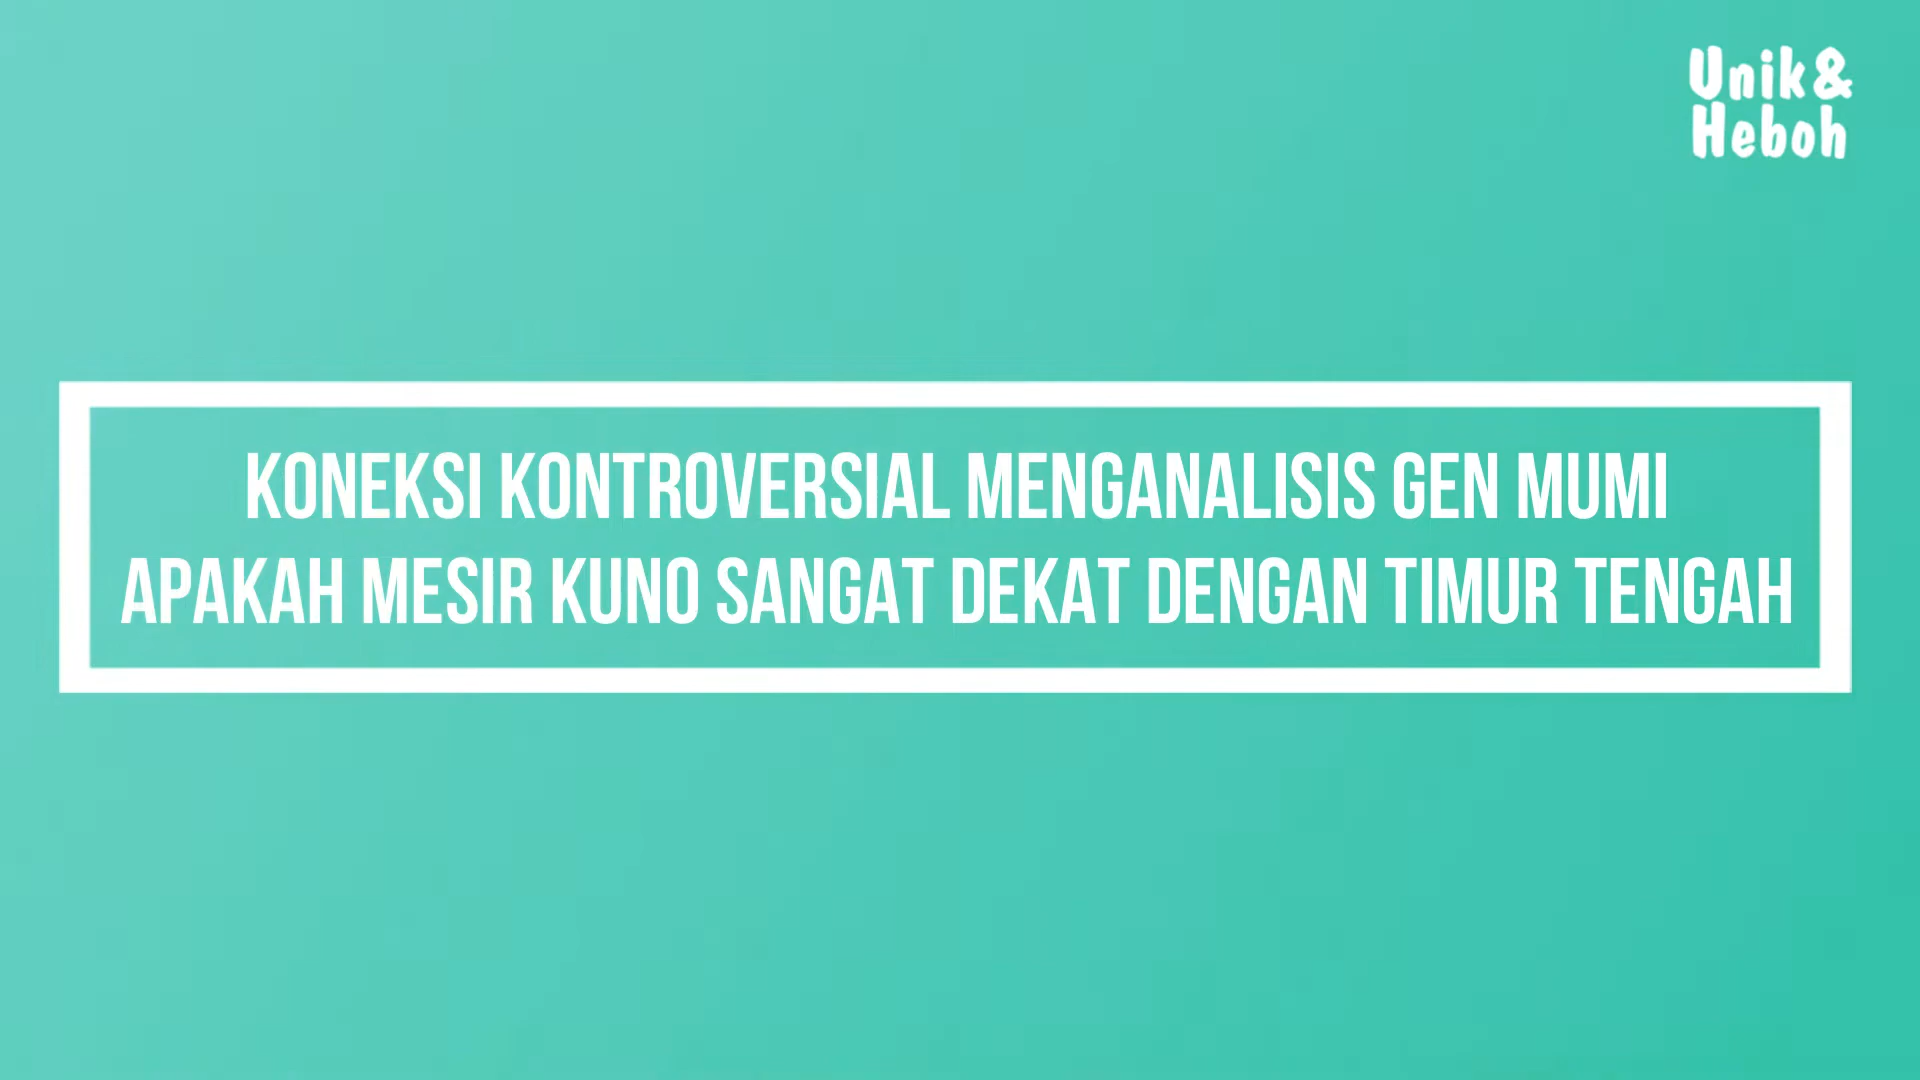 Unik&
Heboh
KONEKSI KONTROVERSIAL MENGANALISIS GEN MUMI
APAKAH MESIR KUNO SANGAT DEKAT DENGAN TIMUR TENGAH